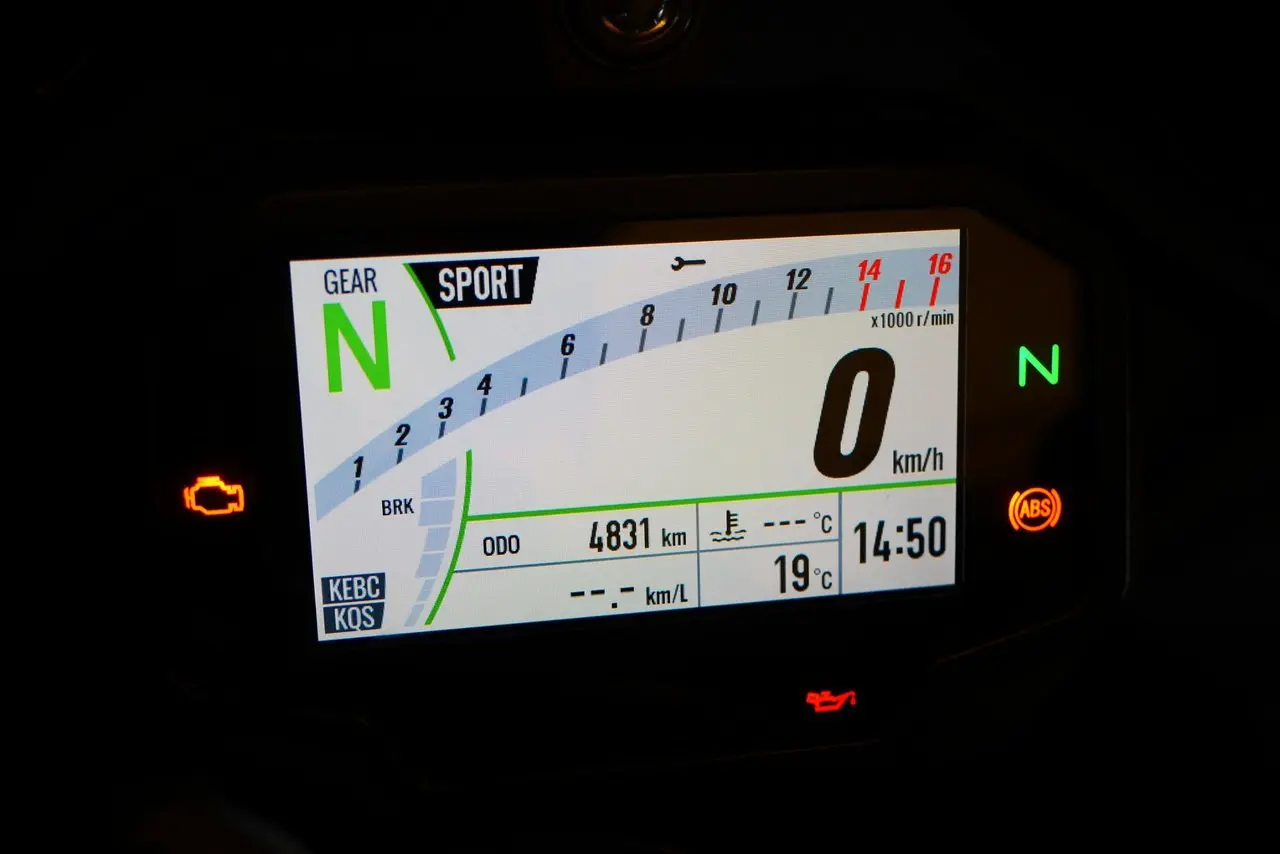 GEAR
N
SPORT
1 2 3 4 6 8 10 12 14 16
x1000 r/min
0 km/h
N
BRK
ABS
ODO 4831 km
---°C
14:50
--.- km/L
19°C
KEBC
KQS